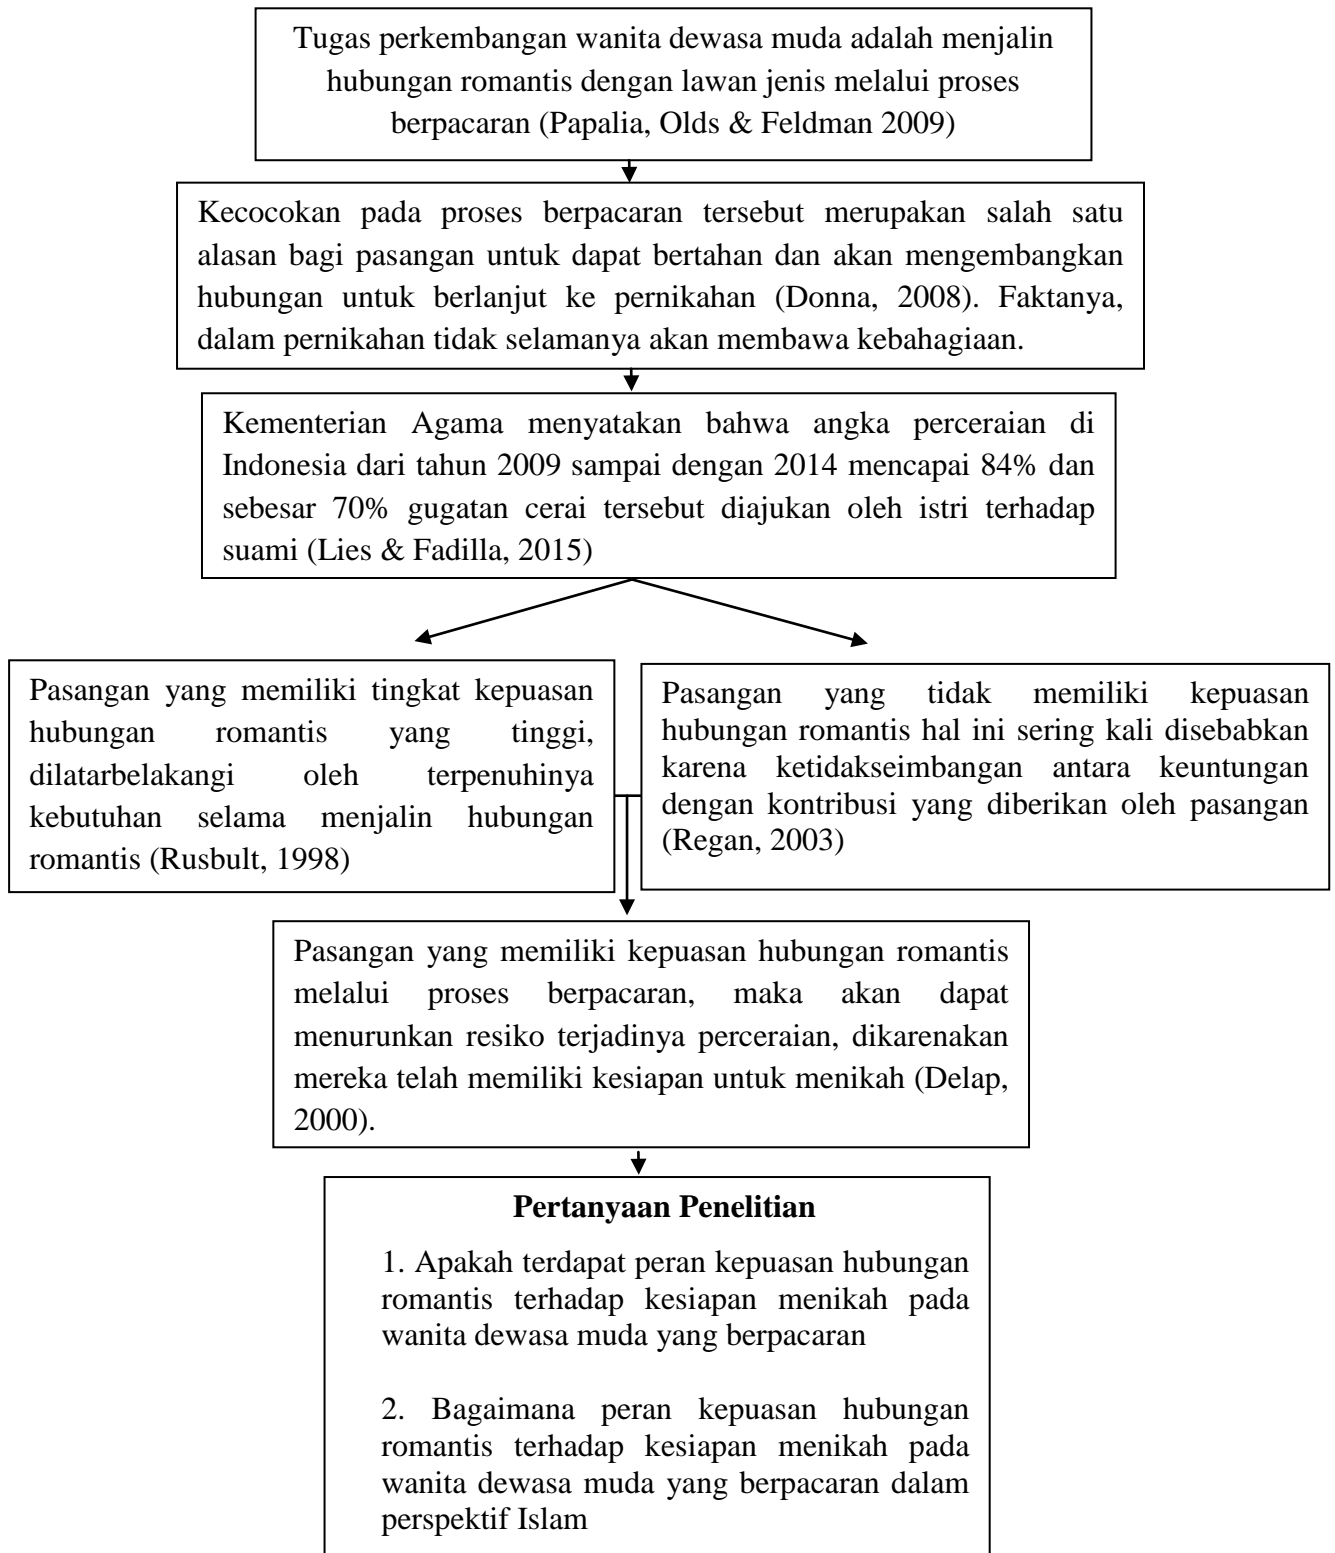 Tugas perkembangan wanita dewasa muda adalah menjalin
hubungan romantis dengan lawan jenis melalui proses
berpacaran (Papalia, Olds & Feldman 2009)
Kecocokan pada proses berpacaran tersebut merupakan salah satu
alasan bagi pasangan untuk dapat bertahan dan akan mengembangkan
hubungan untuk berlanjut ke pernikahan (Donna, 2008). Faktanya,
dalam pernikahan tidak selamanya akan membawa kebahagiaan.
Kementerian Agama menyatakan bahwa angka perceraian di
Indonesia dari tahun 2009 sampai dengan 2014 mencapai 84% dan
sebesar 70% gugatan cerai tersebut diajukan oleh istri terhadap
suami (Lies & Fadilla, 2015)
Pasangan yang memiliki tingkat kepuasan
hubungan romantis yang tinggi,
dilatarbelakangi oleh terpenuhinya
kebutuhan selama menjalin hubungan
romantis (Rusbult, 1998)
Pasangan yang tidak memiliki kepuasan
hubungan romantis hal ini sering kali disebabkan
karena ketidakseimbangan antara keuntungan
dengan kontribusi yang diberikan oleh pasangan
(Regan, 2003)
Pasangan yang memiliki kepuasan hubungan romantis
melalui proses berpacaran, maka akan dapat
menurunkan resiko terjadinya perceraian, dikarenakan
mereka telah memiliki kesiapan untuk menikah (Delap,
2000).
Pertanyaan Penelitian
1. Apakah terdapat peran kepuasan hubungan
romantis terhadap kesiapan menikah pada
wanita dewasa muda yang berpacaran
2. Bagaimana peran kepuasan hubungan
romantis terhadap kesiapan menikah pada
wanita dewasa muda yang berpacaran dalam
perspektif Islam